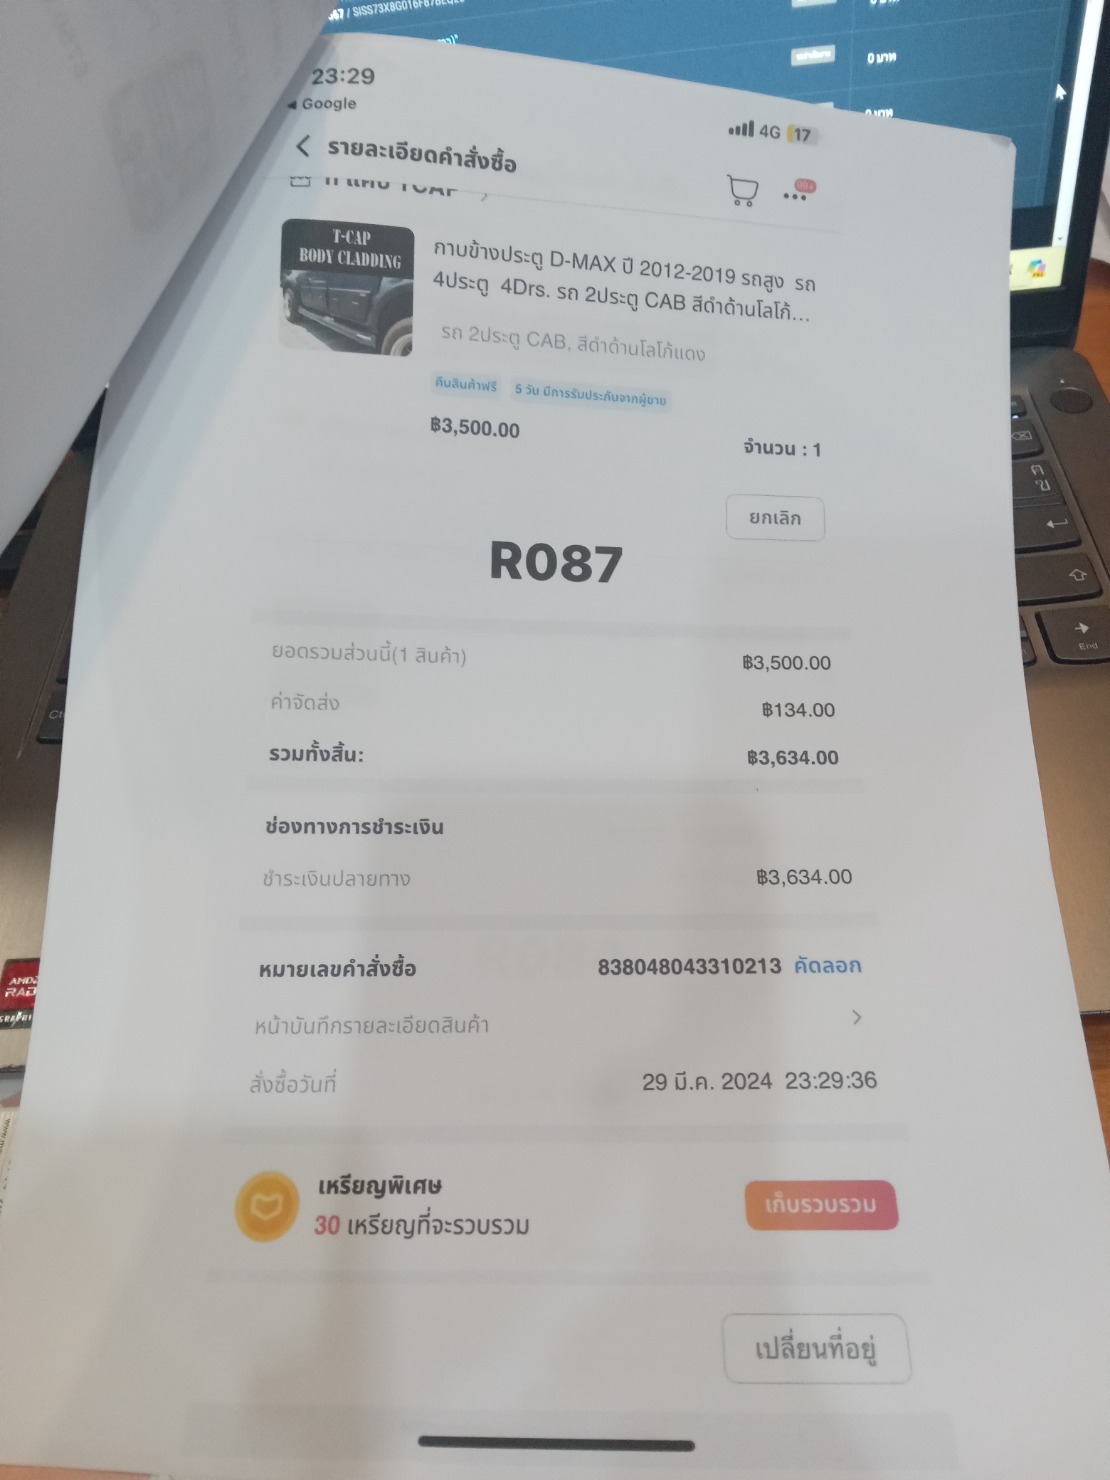 23:29
Google
4G 17
รายละเอียดคำสั่งซื้อ
T-CAP
BODY CLADDING
กาบข้างประตู D-MAX ปี 2012-2019 รถสูง รถ
4ประตู 4Drs. รถ 2ประตู CAB สีดำด้านโลโก้...
รถ 2ประตู CAB, สีดำด้านโลโก้แดง
คืนสินค้าฟรี 5 วัน มีการรับประกันจากผู้ขาย
฿3,500.00
จำนวน : 1
ยกเลิก
R087
ยอดรวมส่วนนี้(1 สินค้า) ฿3,500.00
ค่าจัดส่ง ฿134.00
รวมทั้งสิ้น: ฿3,634.00
ช่องทางการชำระเงิน
ชำระเงินปลายทาง ฿3,634.00
หมายเลขคำสั่งซื้อ 838048043310213 คัดลอก
หน้าบันทึกรายละเอียดสินค้า
สั่งซื้อวันที่ 29 มี.ค. 2024 23:29:36
เหรียญพิเศษ
30 เหรียญที่จะรวบรวม
เก็บรวบรวม
เปลี่ยนที่อยู่
0 บาท
End
AMD